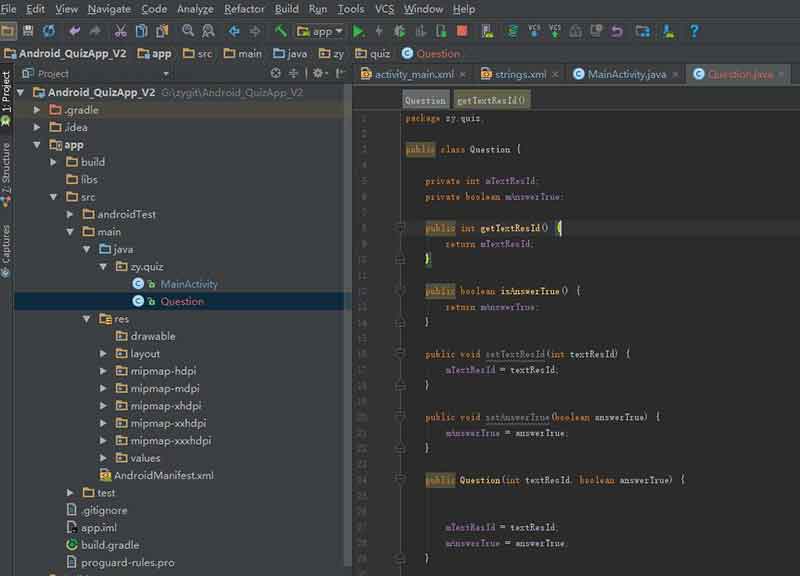 File Edit View Navigate Code Analyze Refactor Build Run Tools VCS Window Help
app VCS VCS
Android_QuizApp_V2 app src main java zy quiz Question
1: Project
7: Structure
Captures
Project
Android_QuizApp_V2 G:\zygit\Android_QuizApp_V2
.gradle
.idea
app
build
libs
src
androidTest
main
java
zy.quiz
MainActivity
Question
res
drawable
layout
mipmap-hdpi
mipmap-mdpi
mipmap-xhdpi
mipmap-xxhdpi
mipmap-xxxhdpi
values
AndroidManifest.xml
test
.gitignore
app.iml
build.gradle
proguard-rules.pro
activity_main.xml strings.xml MainActivity.java Question.java
Question getTextResId()
package zy.quiz;
public class Question {
private int mTextResId;
private boolean mAnswerTrue;
public int getTextResId() {
return mTextResId;
}
public boolean isAnswerTrue() {
return mAnswerTrue;
}
public void setTextResId(int textResId) {
mTextResId = textResId;
}
public void setAnswerTrue(boolean answerTrue) {
mAnswerTrue = answerTrue;
}
public Question(int textResId, boolean answerTrue) {
mTextResId = textResId;
mAnswerTrue = answerTrue;
}